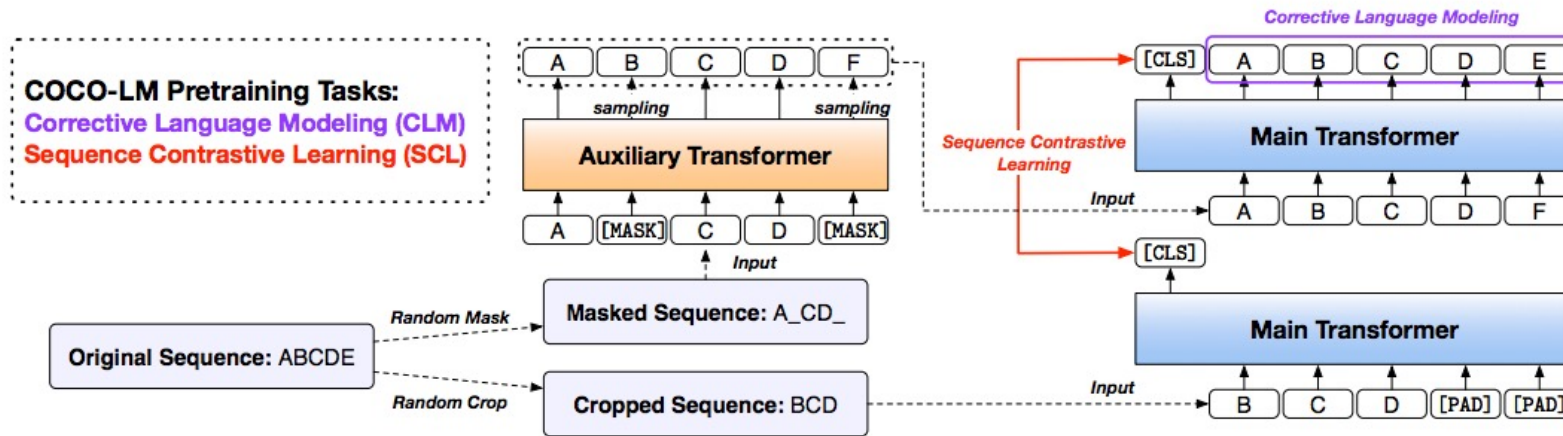 COCO-LM Pretraining Tasks:
Corrective Language Modeling (CLM)
Sequence Contrastive Learning (SCL)
A B C D F
sampling sampling
Auxiliary Transformer
A [MASK] C D [MASK]
Input
Original Sequence: ABCDE
Random Mask
Masked Sequence: A_CD_
Random Crop
Cropped Sequence: BCD
Corrective Language Modeling
[CLS] A B C D E
Main Transformer
Sequence Contrastive
Learning
Input
A B C D F
[CLS]
Main Transformer
Input
B C D [PAD] [PAD]